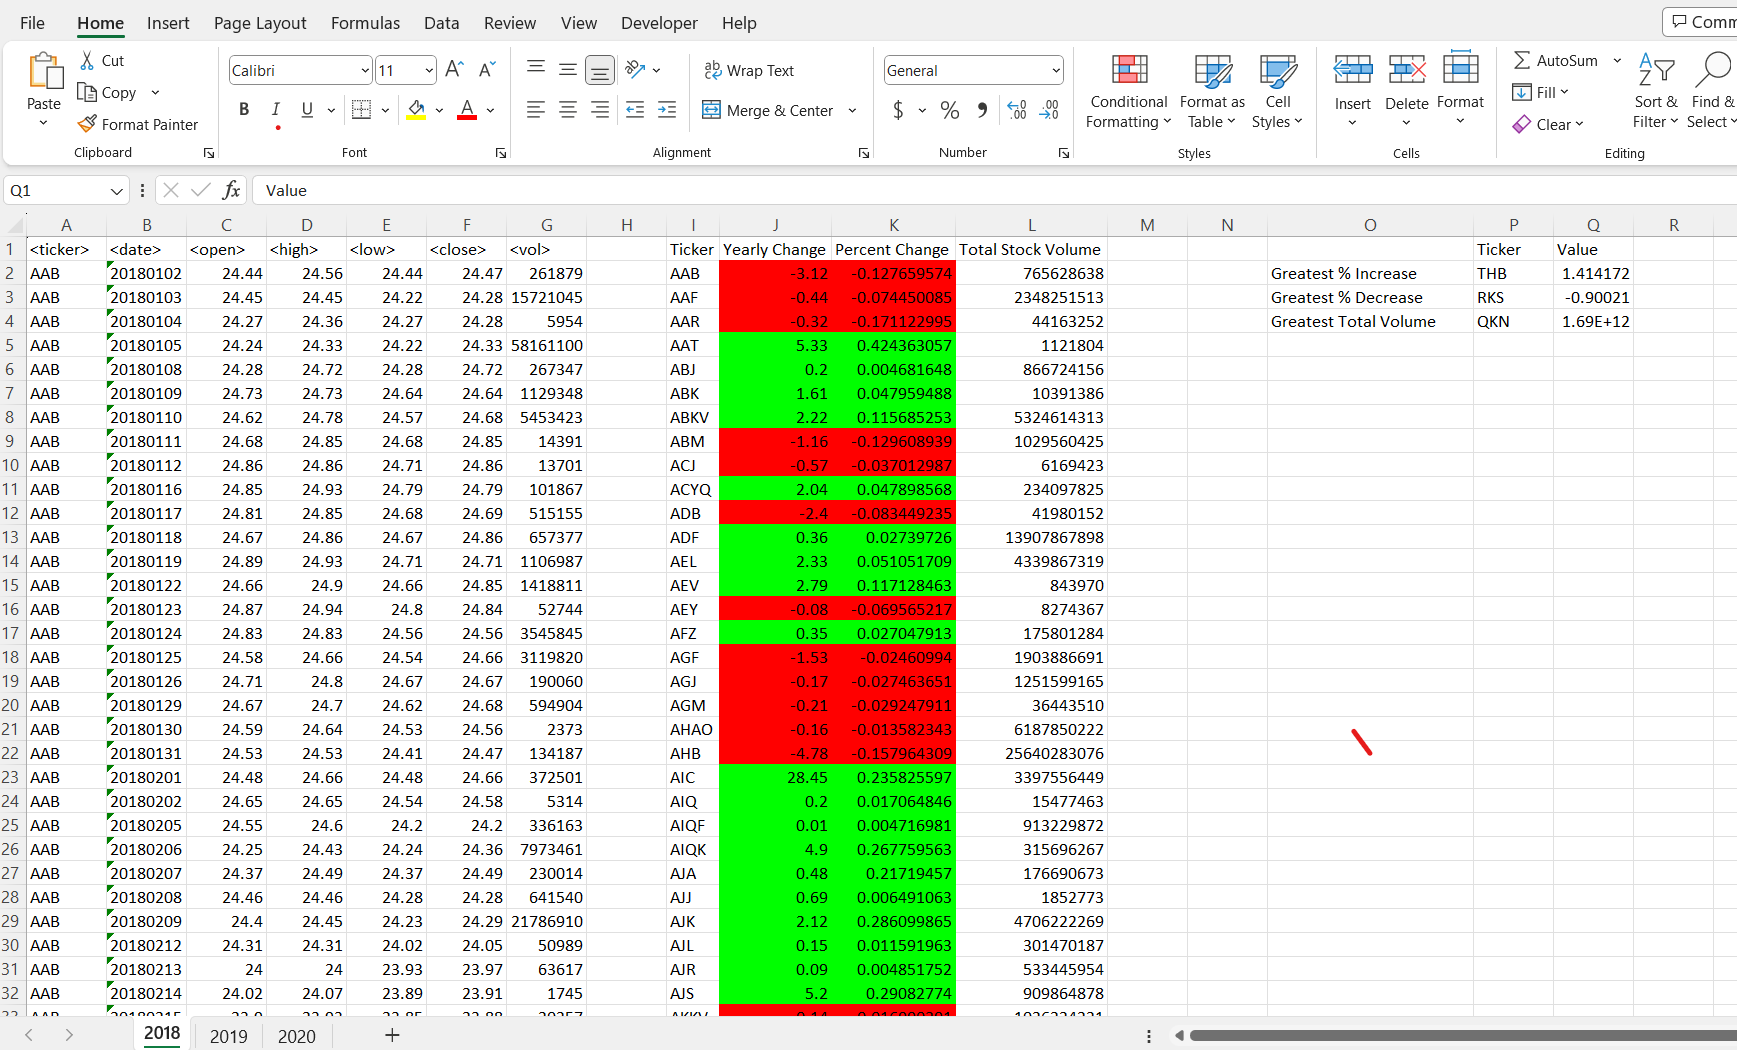 File Home Insert Page Layout Formulas Data Review View Developer Help
Paste Cut Copy Format Painter Clipboard
Calibri 11 B I U A Font
ab Wrap Text Merge & Center Alignment
General $ % Number
Conditional Formatting Format as Table Cell Styles Styles
Insert Delete Format Cells
AutoSum Fill Clear Sort & Filter Find & Select Editing
Q1 fx Value
A B C D E F G H I J K L M N O P Q R
1 <ticker> <date> <open> <high> <low> <close> <vol> Ticker Yearly Change Percent Change Total Stock Volume Ticker Value
2 AAB 20180102 24.44 24.56 24.44 24.47 261879 AAB -3.12 -0.127659574 765628638 Greatest % Increase THB 1.414172
3 AAB 20180103 24.45 24.45 24.22 24.28 15721045 AAF -0.44 -0.074450085 2348251513 Greatest % Decrease RKS -0.90021
4 AAB 20180104 24.27 24.36 24.27 24.28 5954 AAR -0.32 -0.171122995 44163252 Greatest Total Volume QKN 1.69E+12
5 AAB 20180105 24.24 24.33 24.22 24.33 58161100 AAT 5.33 0.424363057 1121804
6 AAB 20180108 24.28 24.72 24.28 24.72 267347 ABJ 0.2 0.004681648 866724156
7 AAB 20180109 24.73 24.73 24.64 24.64 1129348 ABK 1.61 0.047959488 10391386
8 AAB 20180110 24.62 24.78 24.57 24.68 5453423 ABKV 2.22 0.115685253 5324614313
9 AAB 20180111 24.68 24.85 24.68 24.85 14391 ABM -1.16 -0.129608939 1029560425
10 AAB 20180112 24.86 24.86 24.71 24.86 13701 ACJ -0.57 -0.037012987 6169423
11 AAB 20180116 24.85 24.93 24.79 24.79 101867 ACYQ 2.04 0.047898568 234097825
12 AAB 20180117 24.81 24.85 24.68 24.69 515155 ADB -2.4 -0.083449235 41980152
13 AAB 20180118 24.67 24.86 24.67 24.86 657377 ADF 0.36 0.02739726 13907867898
14 AAB 20180119 24.89 24.93 24.71 24.71 1106987 AEL 2.33 0.051051709 4339867319
15 AAB 20180122 24.66 24.9 24.66 24.85 1418811 AEV 2.79 0.117128463 843970
16 AAB 20180123 24.87 24.94 24.8 24.84 52744 AEY -0.08 -0.069565217 8274367
17 AAB 20180124 24.83 24.83 24.56 24.56 3545845 AFZ 0.35 0.027047913 175801284
18 AAB 20180125 24.58 24.66 24.54 24.66 3119820 AGF -1.53 -0.02460994 1903886691
19 AAB 20180126 24.71 24.8 24.67 24.67 190060 AGJ -0.17 -0.027463651 1251599165
20 AAB 20180129 24.67 24.7 24.62 24.68 594904 AGM -0.21 -0.029247911 36443510
21 AAB 20180130 24.59 24.64 24.53 24.56 2373 AHAO -0.16 -0.013582343 6187850222
22 AAB 20180131 24.53 24.53 24.41 24.47 134187 AHB -4.78 -0.157964309 25640283076
23 AAB 20180201 24.48 24.66 24.48 24.66 372501 AIC 28.45 0.235825597 3397556449
24 AAB 20180202 24.65 24.65 24.54 24.58 5314 AIQ 0.2 0.017064846 15477463
25 AAB 20180205 24.55 24.6 24.2 24.2 336163 AIQF 0.01 0.004716981 913229872
26 AAB 20180206 24.25 24.43 24.24 24.36 7973461 AIQK 4.9 0.267759563 315696267
27 AAB 20180207 24.37 24.49 24.37 24.49 230014 AJA 0.48 0.21719457 176690673
28 AAB 20180208 24.46 24.46 24.28 24.28 641540 AJJ 0.69 0.006491063 1852773
29 AAB 20180209 24.4 24.45 24.23 24.29 21786910 AJK 2.12 0.286099865 4706222269
30 AAB 20180212 24.31 24.31 24.02 24.05 50989 AJL 0.15 0.011591963 301470187
31 AAB 20180213 24 24 23.93 23.97 63617 AJR 0.09 0.004851752 533445954
32 AAB 20180214 24.02 24.07 23.89 23.91 1745 AJS 5.2 0.29082774 909864878
2018 2019 2020